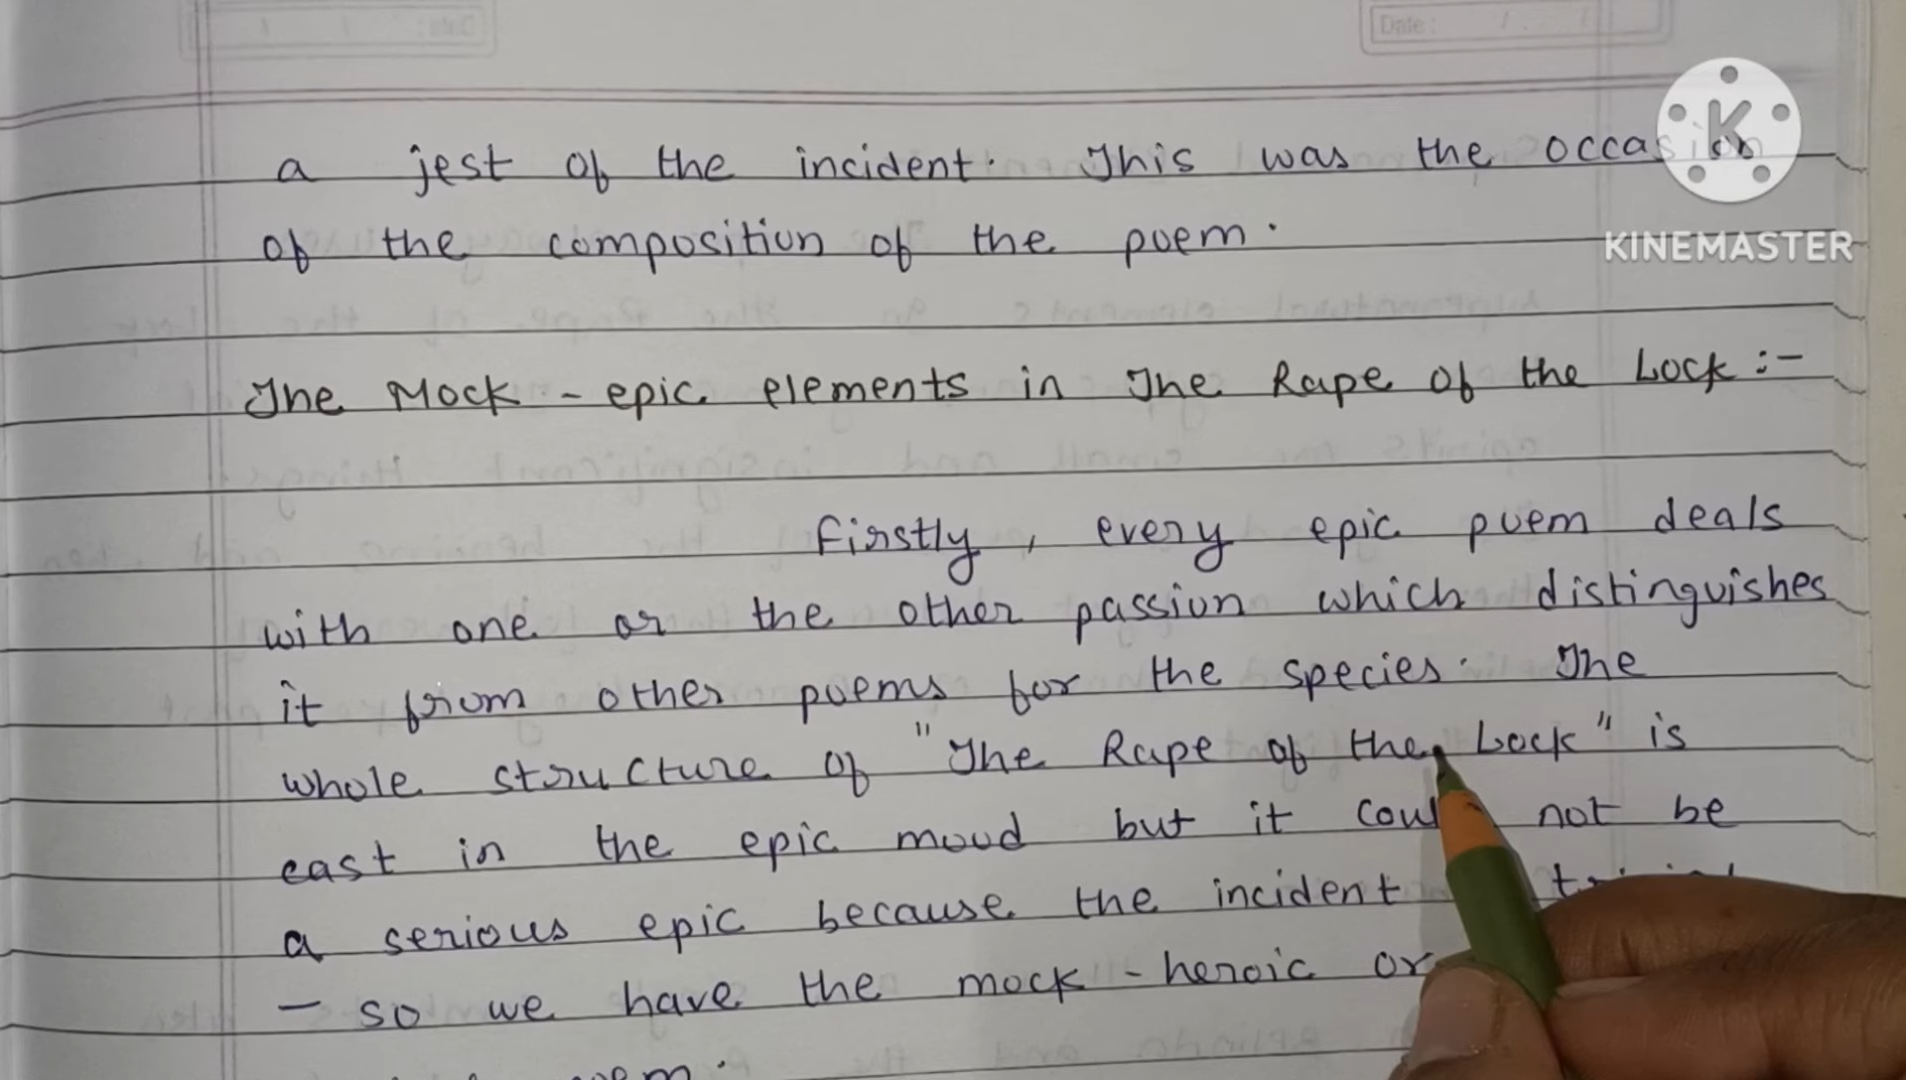 Date :
a jest of the incident. This was the occasion
KINEMASTER
of the composition of the poem.
The Mock - epic elements in The Rape of the Lock :-
Firstly, every epic poem deals
with one or the other passion which distinguishes
it from other poems for the species. The
whole structure of "The Rape of the Lock" is
cast in the epic mood but it could not be
a serious epic because the incident
- so we have the mock - heroic or